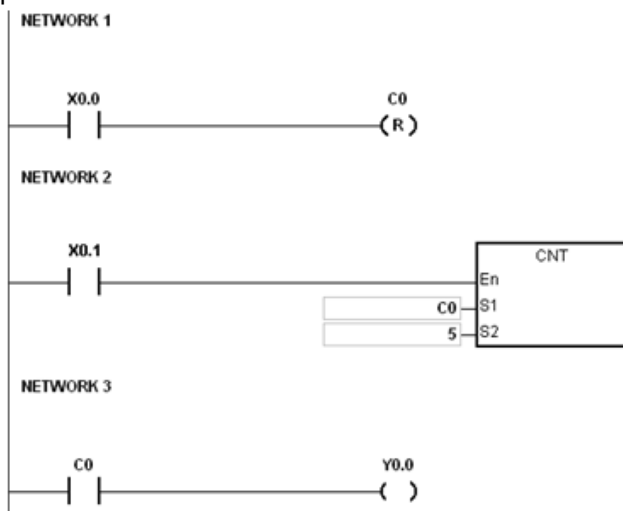 NETWORK 1
X0.0 C0
R
NETWORK 2
X0.1
CNT
En
C0 S1
5 S2
NETWORK 3
C0 Y0.0